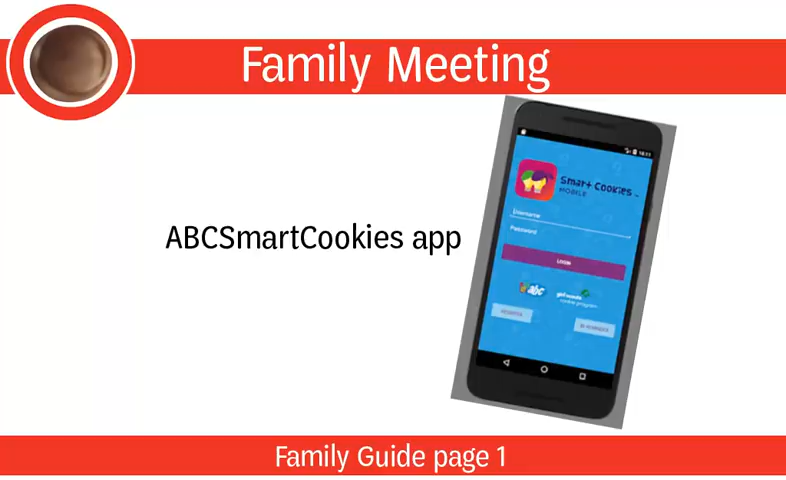 Family Meeting
ABCSmartCookies app
Smart Cookies
MOBILE
Username
Password
LOGIN
abc
girl scouts
cookie program
Family Guide page 1